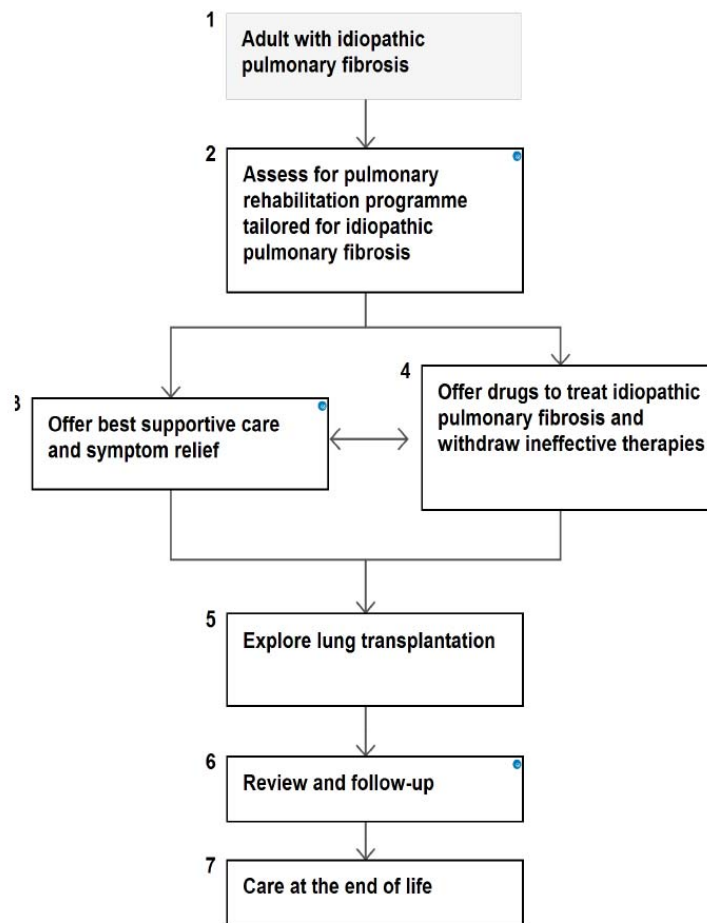 1
Adult with idiopathic
pulmonary fibrosis
2
Assess for pulmonary
rehabilitation programme
tailored for idiopathic
pulmonary fibrosis
3
Offer best supportive care
and symptom relief
4
Offer drugs to treat idiopathic
pulmonary fibrosis and
withdraw ineffective therapies
5
Explore lung transplantation
6
Review and follow-up
7
Care at the end of life